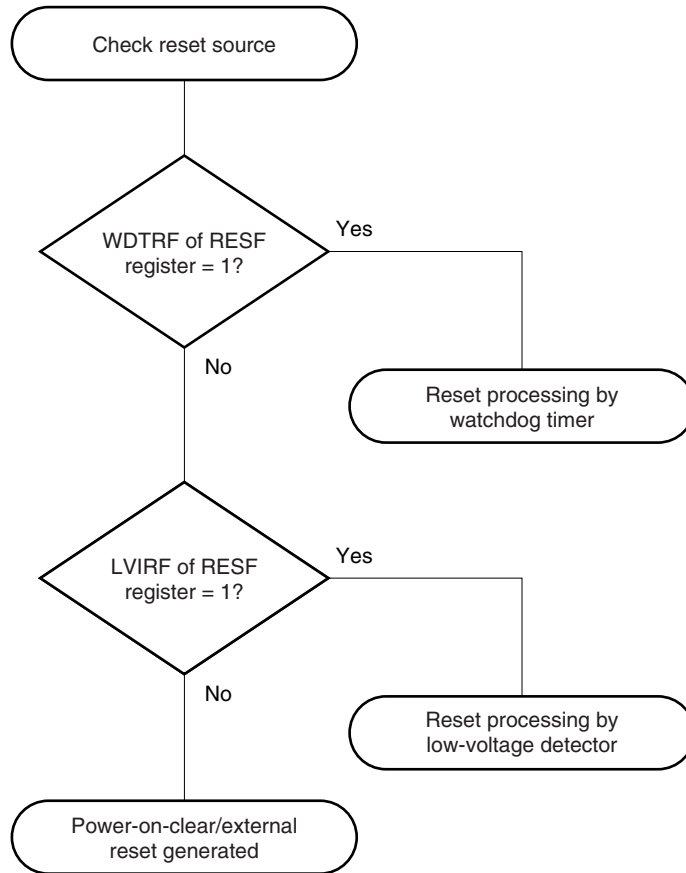 Check reset source
WDTRF of RESF
register = 1?
Yes
No
Reset processing by
watchdog timer
LVIRF of RESF
register = 1?
Yes
No
Reset processing by
low-voltage detector
Power-on-clear/external
reset generated